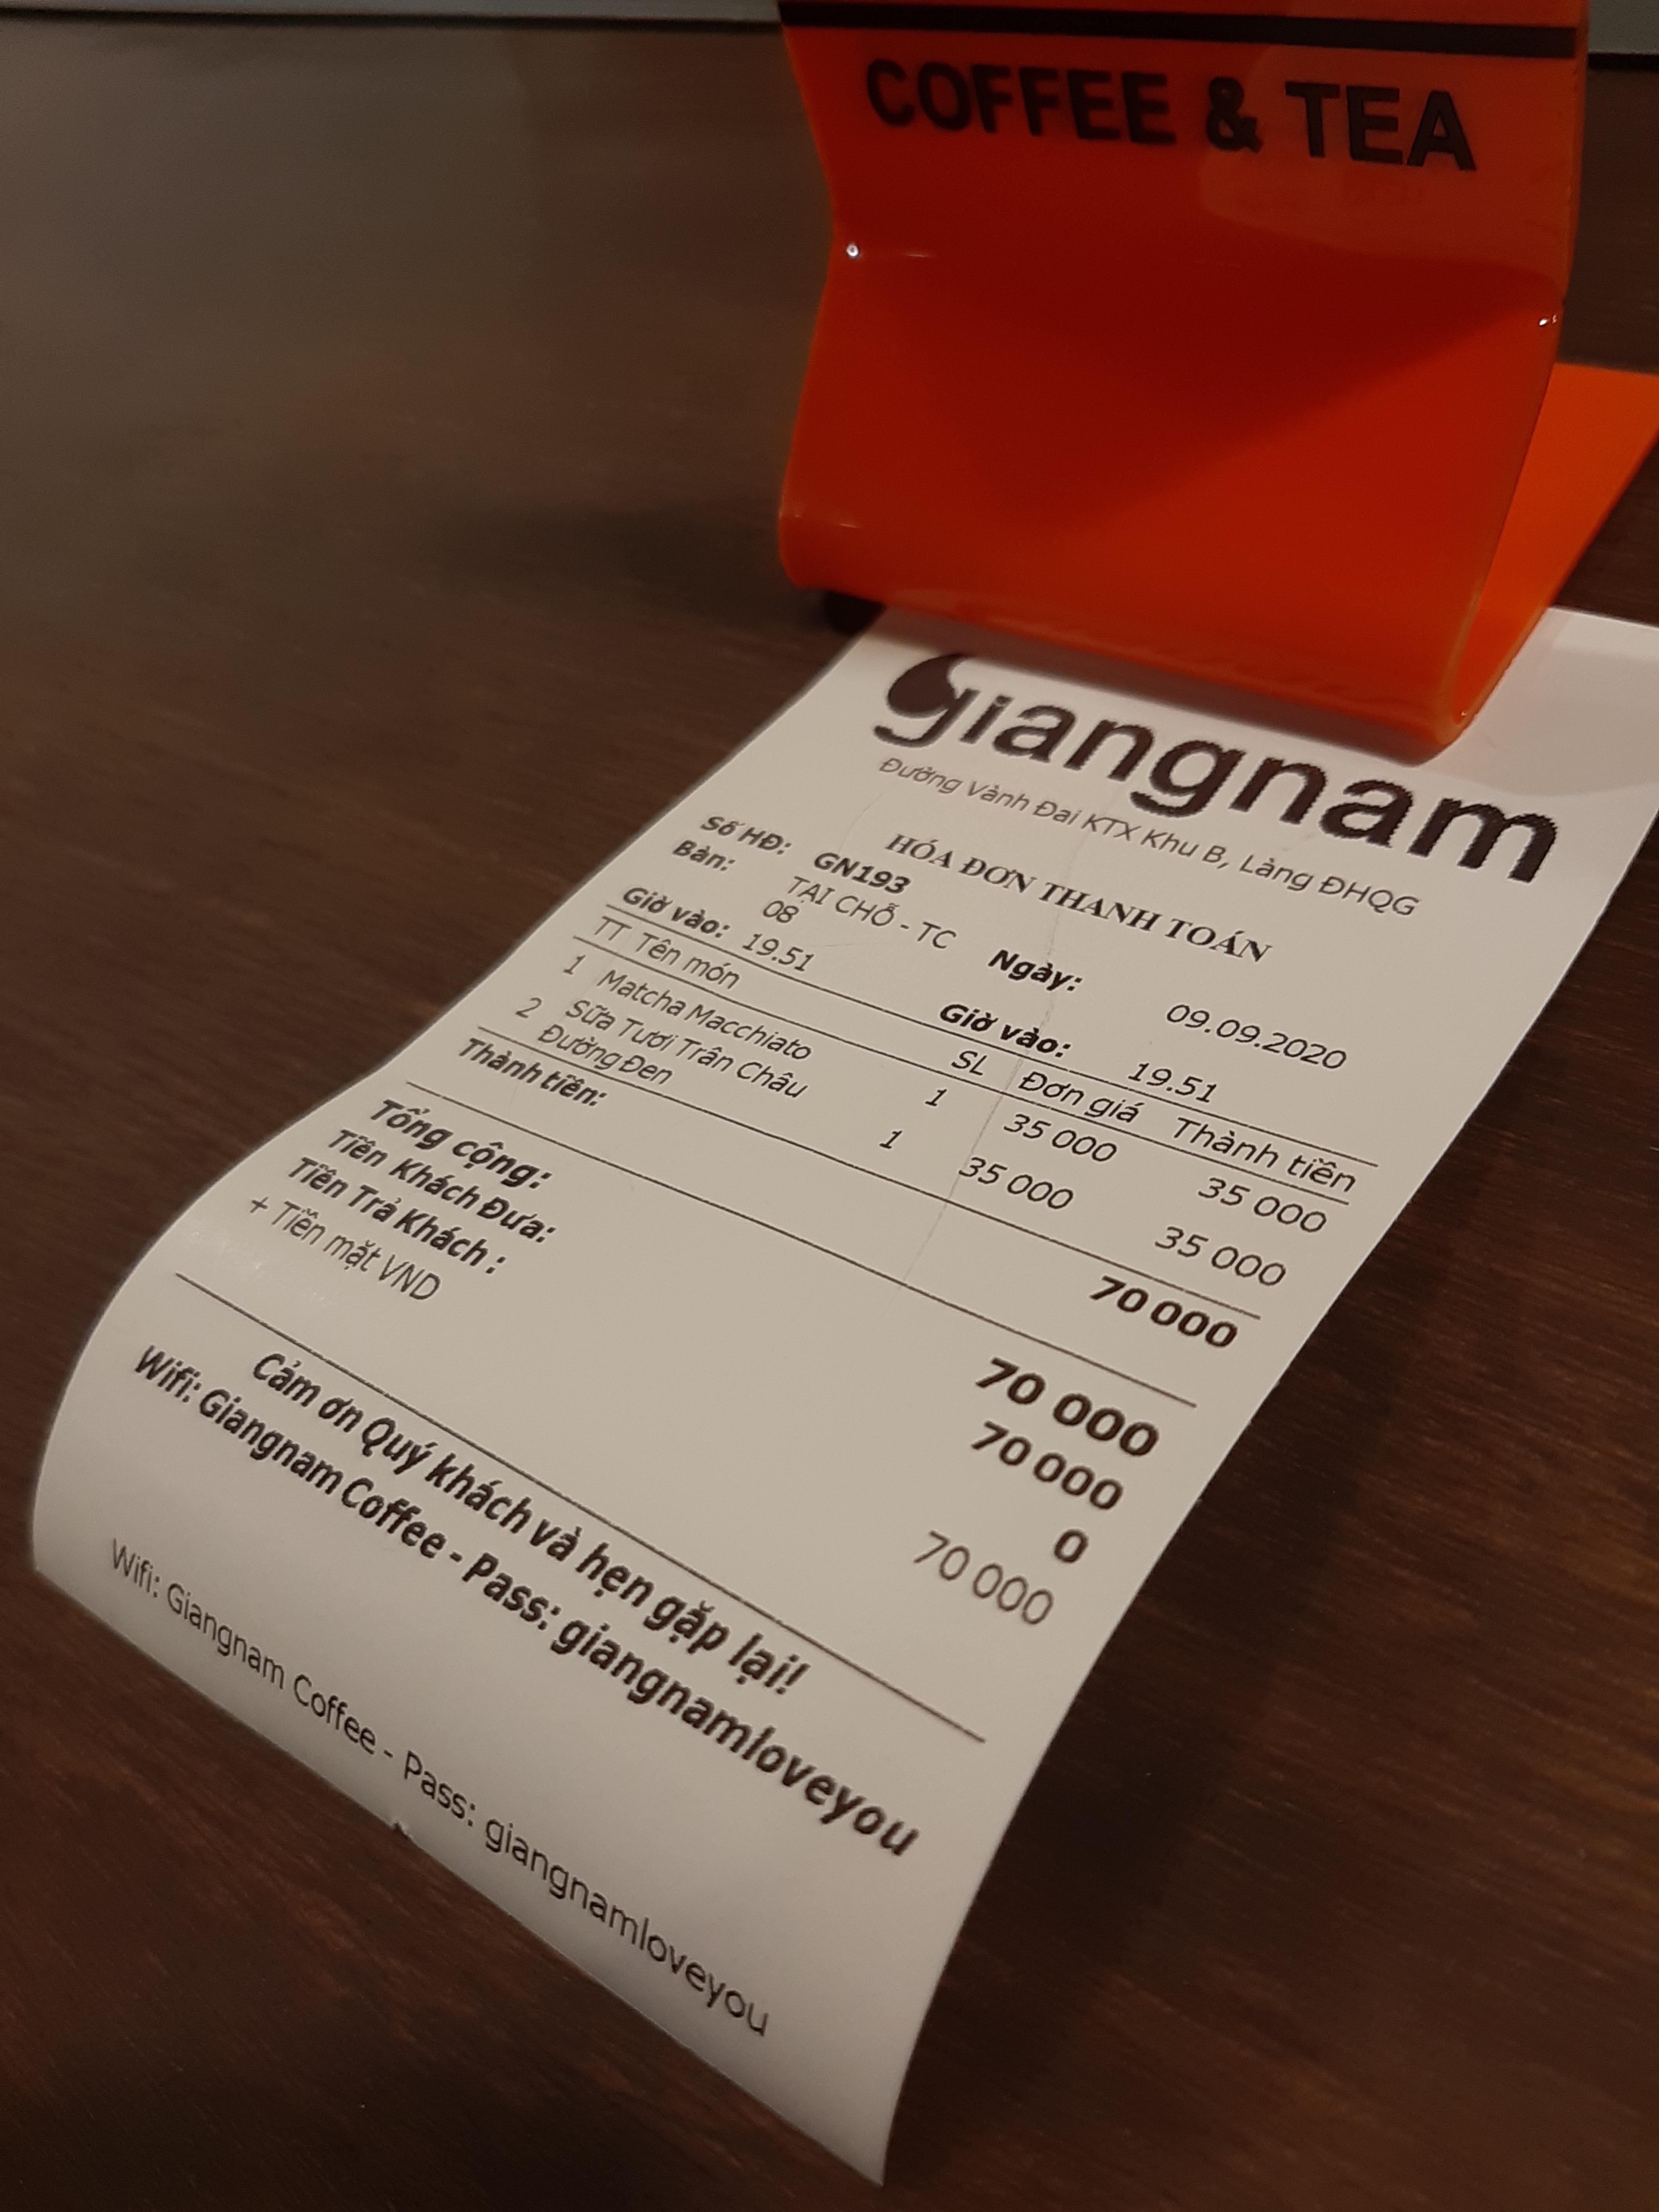 COFFEE & TEA
giangnam
Đường Vành Đai KTX Khu B, Làng ĐHQG
HÓA ĐƠN THANH TOÁN
Số HĐ: GN193
Bàn: TẠI CHỖ - TC 08 Ngày: 09.09.2020
Giờ vào: 19.51 Giờ vào: 19.51
TT Tên món SL Đơn giá Thành tiền
1 Matcha Macchiato 1 35 000 35 000
2 Sữa Tươi Trân Châu Đường Đen 1 35 000 35 000
Thành tiền: 70 000
Tổng cộng: 70 000
Tiền Khách Đưa: 70 000
Tiền Trả Khách : 0
+ Tiền mặt VND 70 000
Cảm ơn Quý khách và hẹn gặp lại!
Wifi: Giangnam Coffee - Pass: giangnamloveyou
Wifi: Giangnam Coffee - Pass: giangnamloveyou